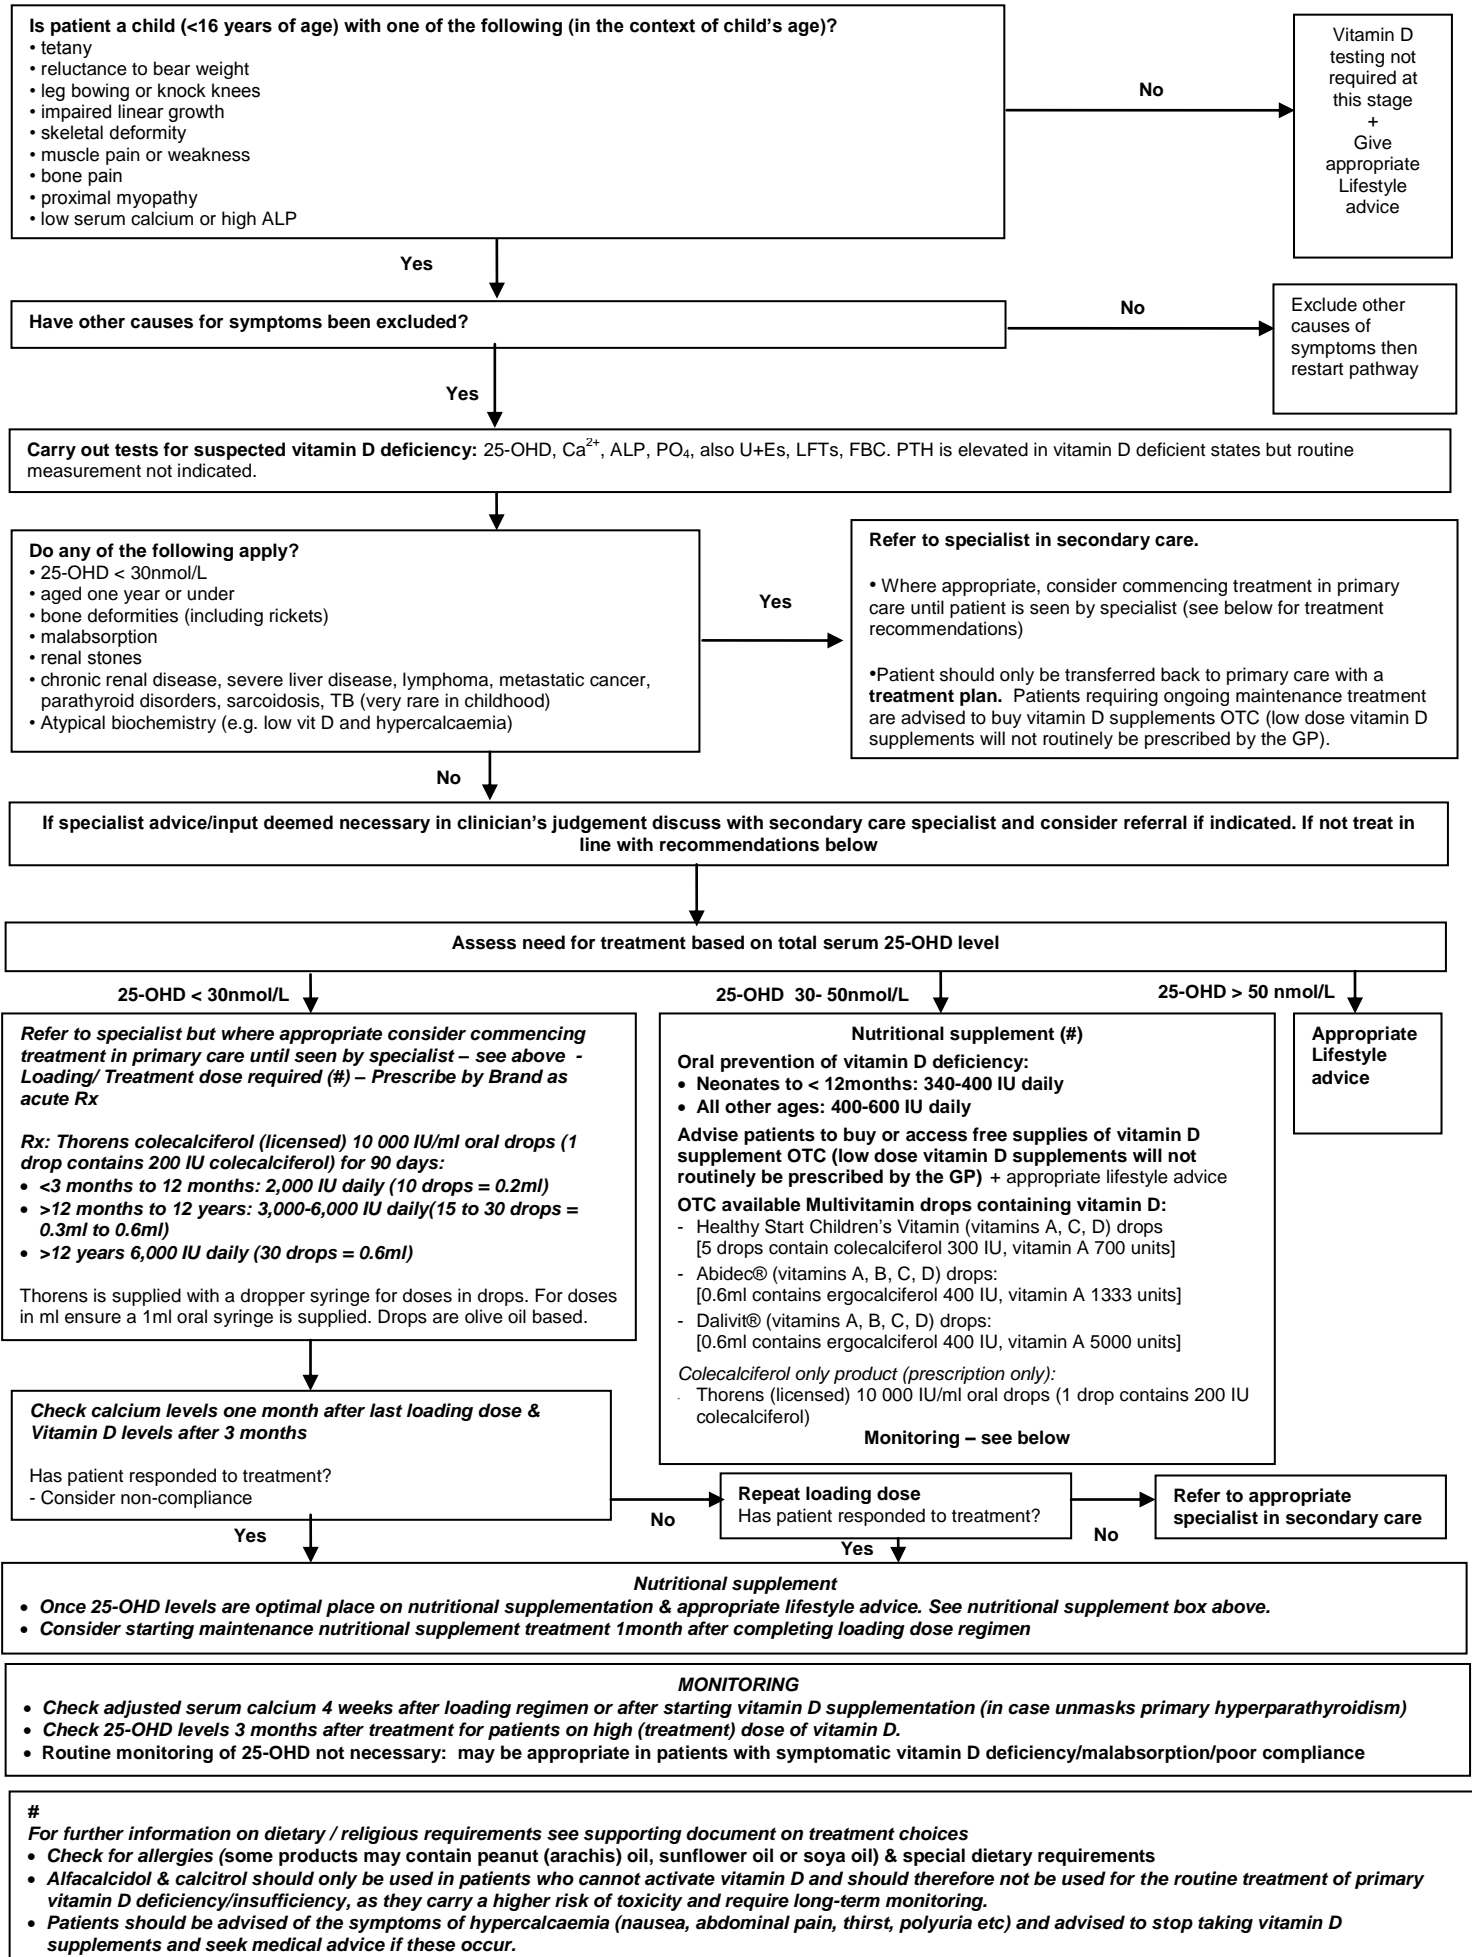 Is patient a child (<16 years of age) with one of the following (in the context of child's age)?
• tetany
• reluctance to bear weight
• leg bowing or knock knees
• impaired linear growth
• skeletal deformity
• muscle pain or weakness
• bone pain
• proximal myopathy
• low serum calcium or high ALP
No
Vitamin D
testing not
required at
this stage
+
Give
appropriate
Lifestyle
advice
Yes
Have other causes for symptoms been excluded?
No
Exclude other
causes of
symptoms then
restart pathway
Yes
Carry out tests for suspected vitamin D deficiency: 25-OHD, Ca²⁺, ALP, PO₄, also U+Es, LFTs, FBC. PTH is elevated in vitamin D deficient states but routine
measurement not indicated.
Do any of the following apply?
• 25-OHD < 30nmol/L
• aged one year or under
• bone deformities (including rickets)
• malabsorption
• renal stones
• chronic renal disease, severe liver disease, lymphoma, metastatic cancer,
parathyroid disorders, sarcoidosis, TB (very rare in childhood)
• Atypical biochemistry (e.g. low vit D and hypercalcaemia)
Yes
Refer to specialist in secondary care.
• Where appropriate, consider commencing treatment in primary
care until patient is seen by specialist (see below for treatment
recommendations)
•Patient should only be transferred back to primary care with a
treatment plan. Patients requiring ongoing maintenance treatment
are advised to buy vitamin D supplements OTC (low dose vitamin D
supplements will not routinely be prescribed by the GP).
No
If specialist advice/input deemed necessary in clinician's judgement discuss with secondary care specialist and consider referral if indicated. If not treat in
line with recommendations below
Assess need for treatment based on total serum 25-OHD level
25-OHD < 30nmol/L
25-OHD 30- 50nmol/L
25-OHD > 50 nmol/L
Refer to specialist but where appropriate consider commencing
treatment in primary care until seen by specialist – see above -
Loading/ Treatment dose required (#) – Prescribe by Brand as
acute Rx
Rx: Thorens colecalciferol (licensed) 10 000 IU/ml oral drops (1
drop contains 200 IU colecalciferol) for 90 days:
• <3 months to 12 months: 2,000 IU daily (10 drops = 0.2ml)
• >12 months to 12 years: 3,000-6,000 IU daily(15 to 30 drops =
0.3ml to 0.6ml)
• >12 years 6,000 IU daily (30 drops = 0.6ml)
Thorens is supplied with a dropper syringe for doses in drops. For doses
in ml ensure a 1ml oral syringe is supplied. Drops are olive oil based.
Nutritional supplement (#)
Oral prevention of vitamin D deficiency:
• Neonates to < 12months: 340-400 IU daily
• All other ages: 400-600 IU daily
Advise patients to buy or access free supplies of vitamin D
supplement OTC (low dose vitamin D supplements will not
routinely be prescribed by the GP) + appropriate lifestyle advice
OTC available Multivitamin drops containing vitamin D:
- Healthy Start Children's Vitamin (vitamins A, C, D) drops
[5 drops contain colecalciferol 300 IU, vitamin A 700 units]
- Abidec® (vitamins A, B, C, D) drops:
[0.6ml contains ergocalciferol 400 IU, vitamin A 1333 units]
- Dalivit® (vitamins A, B, C, D) drops:
[0.6ml contains ergocalciferol 400 IU, vitamin A 5000 units]
Colecalciferol only product (prescription only):
- Thorens (licensed) 10 000 IU/ml oral drops (1 drop contains 200 IU
colecalciferol)
Monitoring – see below
Appropriate
Lifestyle
advice
Check calcium levels one month after last loading dose &
Vitamin D levels after 3 months
Has patient responded to treatment?
- Consider non-compliance
No
Repeat loading dose
Has patient responded to treatment?
No
Refer to appropriate
specialist in secondary care
Yes
Yes
Nutritional supplement
• Once 25-OHD levels are optimal place on nutritional supplementation & appropriate lifestyle advice. See nutritional supplement box above.
• Consider starting maintenance nutritional supplement treatment 1month after completing loading dose regimen
MONITORING
• Check adjusted serum calcium 4 weeks after loading regimen or after starting vitamin D supplementation (in case unmasks primary hyperparathyroidism)
• Check 25-OHD levels 3 months after treatment for patients on high (treatment) dose of vitamin D.
• Routine monitoring of 25-OHD not necessary: may be appropriate in patients with symptomatic vitamin D deficiency/malabsorption/poor compliance
#
For further information on dietary / religious requirements see supporting document on treatment choices
• Check for allergies (some products may contain peanut (arachis) oil, sunflower oil or soya oil) & special dietary requirements
• Alfacalcidol & calcitrol should only be used in patients who cannot activate vitamin D and should therefore not be used for the routine treatment of primary
vitamin D deficiency/insufficiency, as they carry a higher risk of toxicity and require long-term monitoring.
• Patients should be advised of the symptoms of hypercalcaemia (nausea, abdominal pain, thirst, polyuria etc) and advised to stop taking vitamin D
supplements and seek medical advice if these occur.